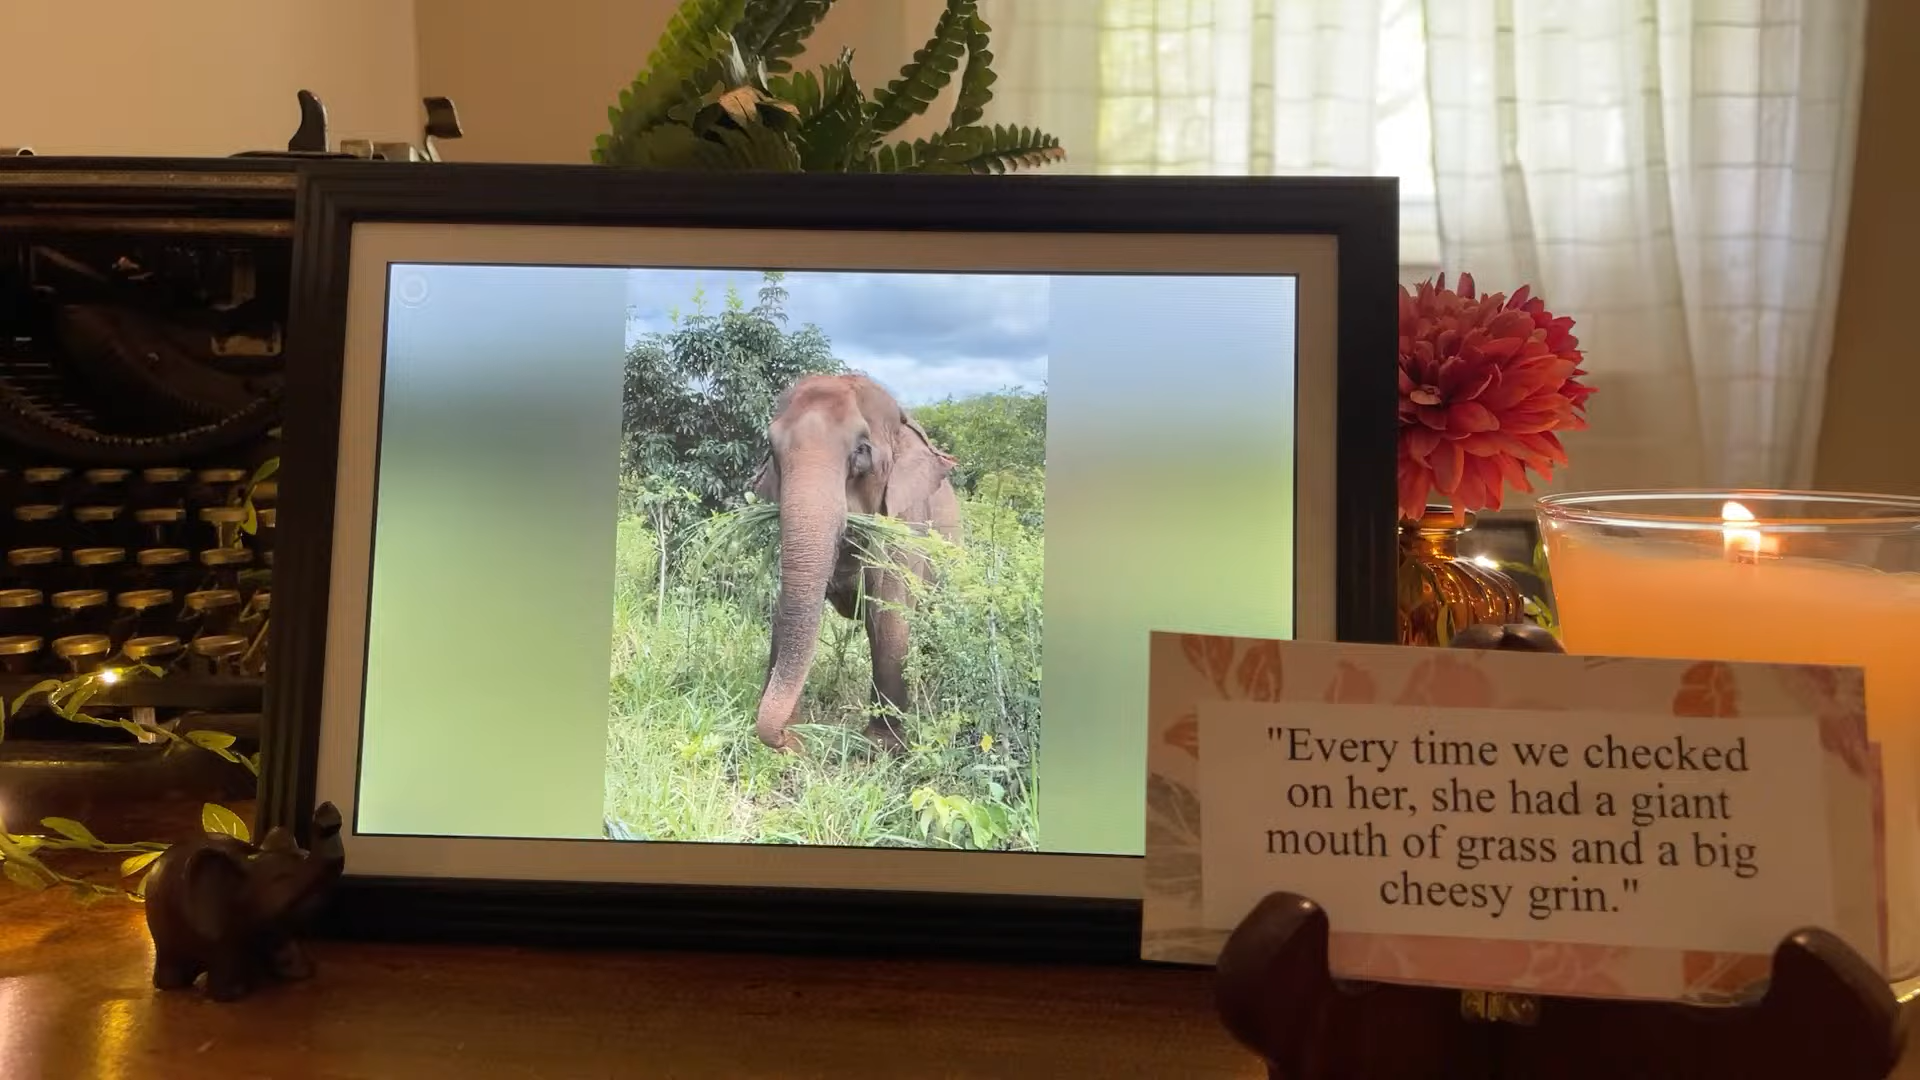 "Every time we checked
on her, she had a giant
mouth of grass and a big
cheesy grin."